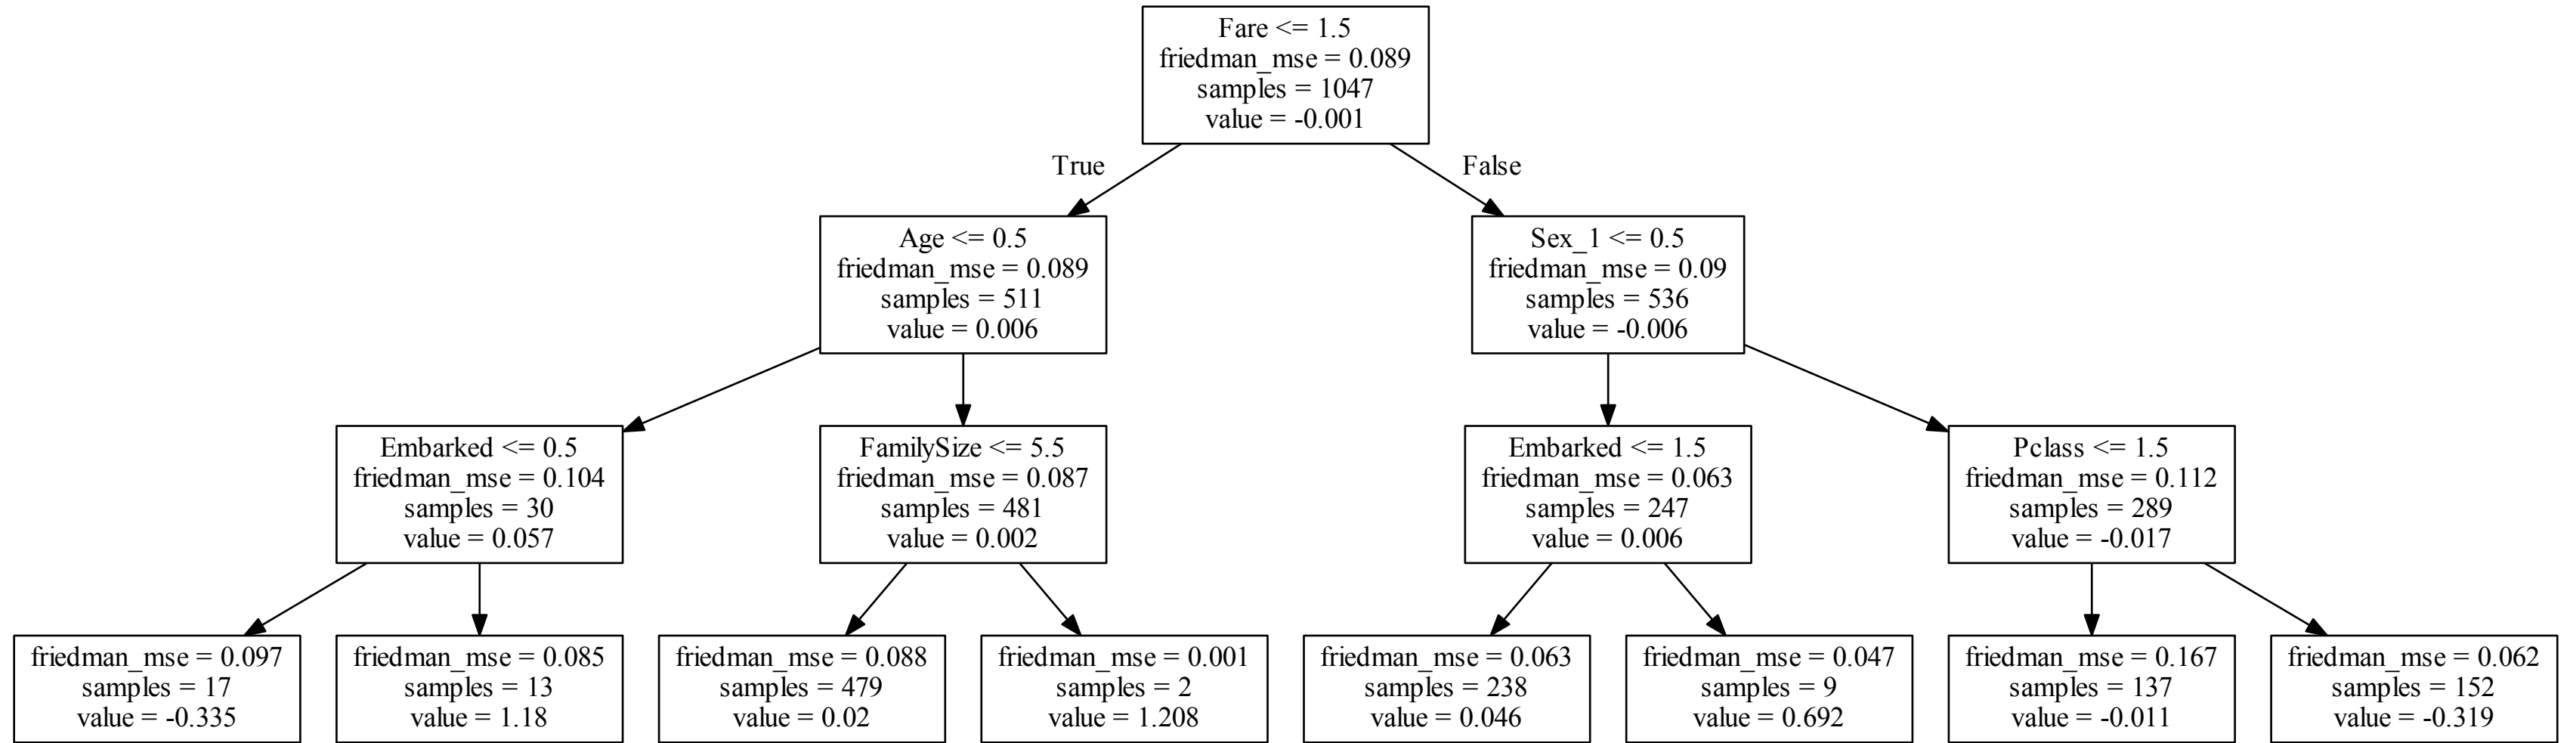 Fare <= 1.5
friedman_mse = 0.089
samples = 1047
value = -0.001
True
False
Age <= 0.5
friedman_mse = 0.089
samples = 511
value = 0.006
Sex_1 <= 0.5
friedman_mse = 0.09
samples = 536
value = -0.006
Embarked <= 0.5
friedman_mse = 0.104
samples = 30
value = 0.057
FamilySize <= 5.5
friedman_mse = 0.087
samples = 481
value = 0.002
Embarked <= 1.5
friedman_mse = 0.063
samples = 247
value = 0.006
Pclass <= 1.5
friedman_mse = 0.112
samples = 289
value = -0.017
friedman_mse = 0.097
samples = 17
value = -0.335
friedman_mse = 0.085
samples = 13
value = 1.18
friedman_mse = 0.088
samples = 479
value = 0.02
friedman_mse = 0.001
samples = 2
value = 1.208
friedman_mse = 0.063
samples = 238
value = 0.046
friedman_mse = 0.047
samples = 9
value = 0.692
friedman_mse = 0.167
samples = 137
value = -0.011
friedman_mse = 0.062
samples = 152
value = -0.319